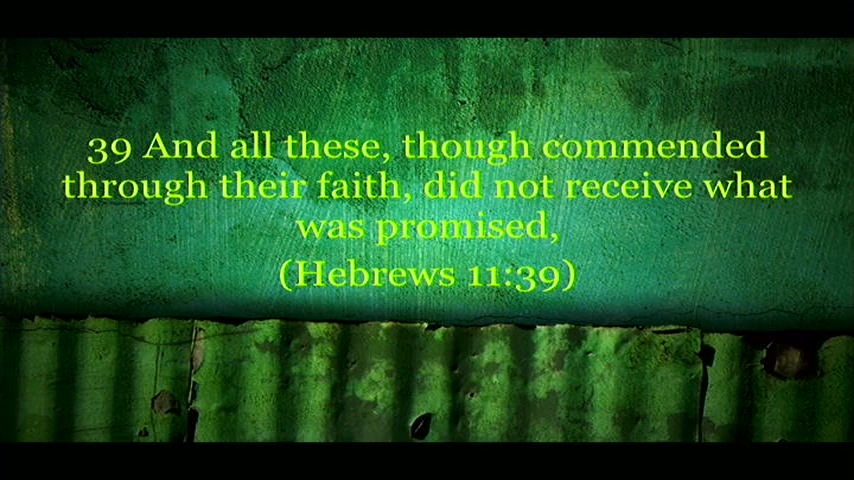 39 And all these, though commended
through their faith, did not receive what
was promised,
(Hebrews 11:39)